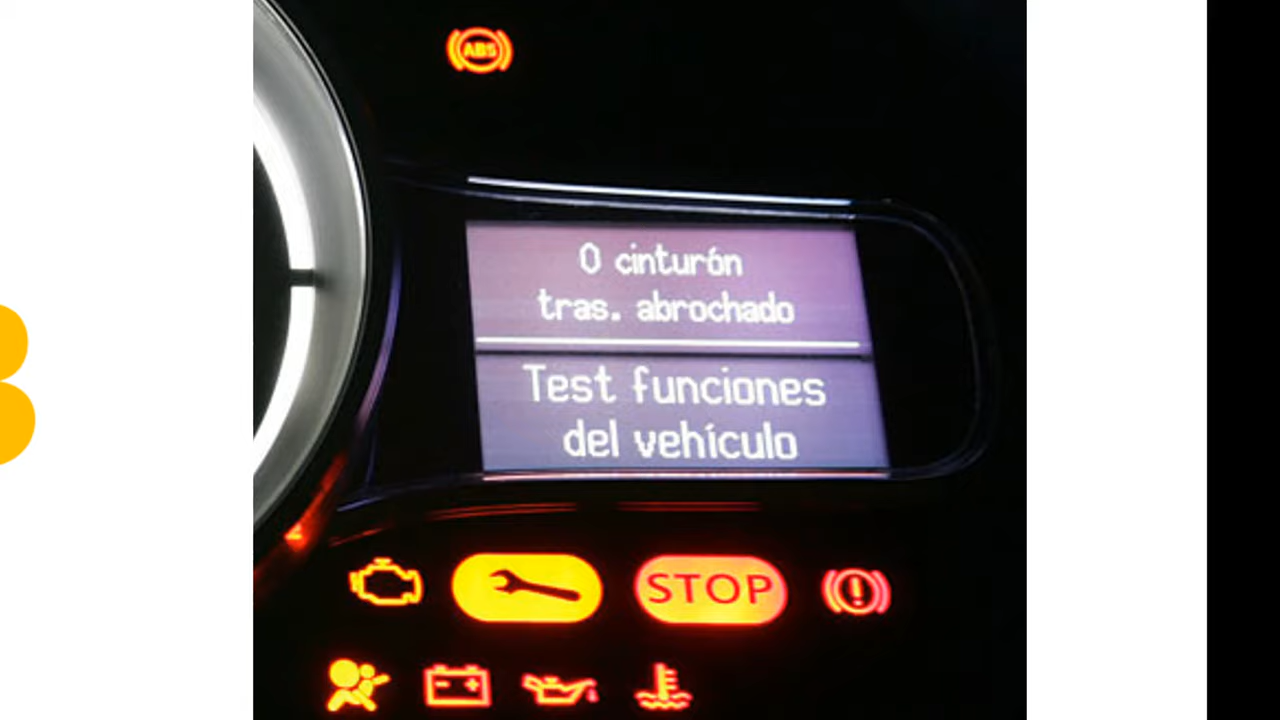 ABS
0 cinturón
tras. abrochado
Test funciones
del vehículo
STOP